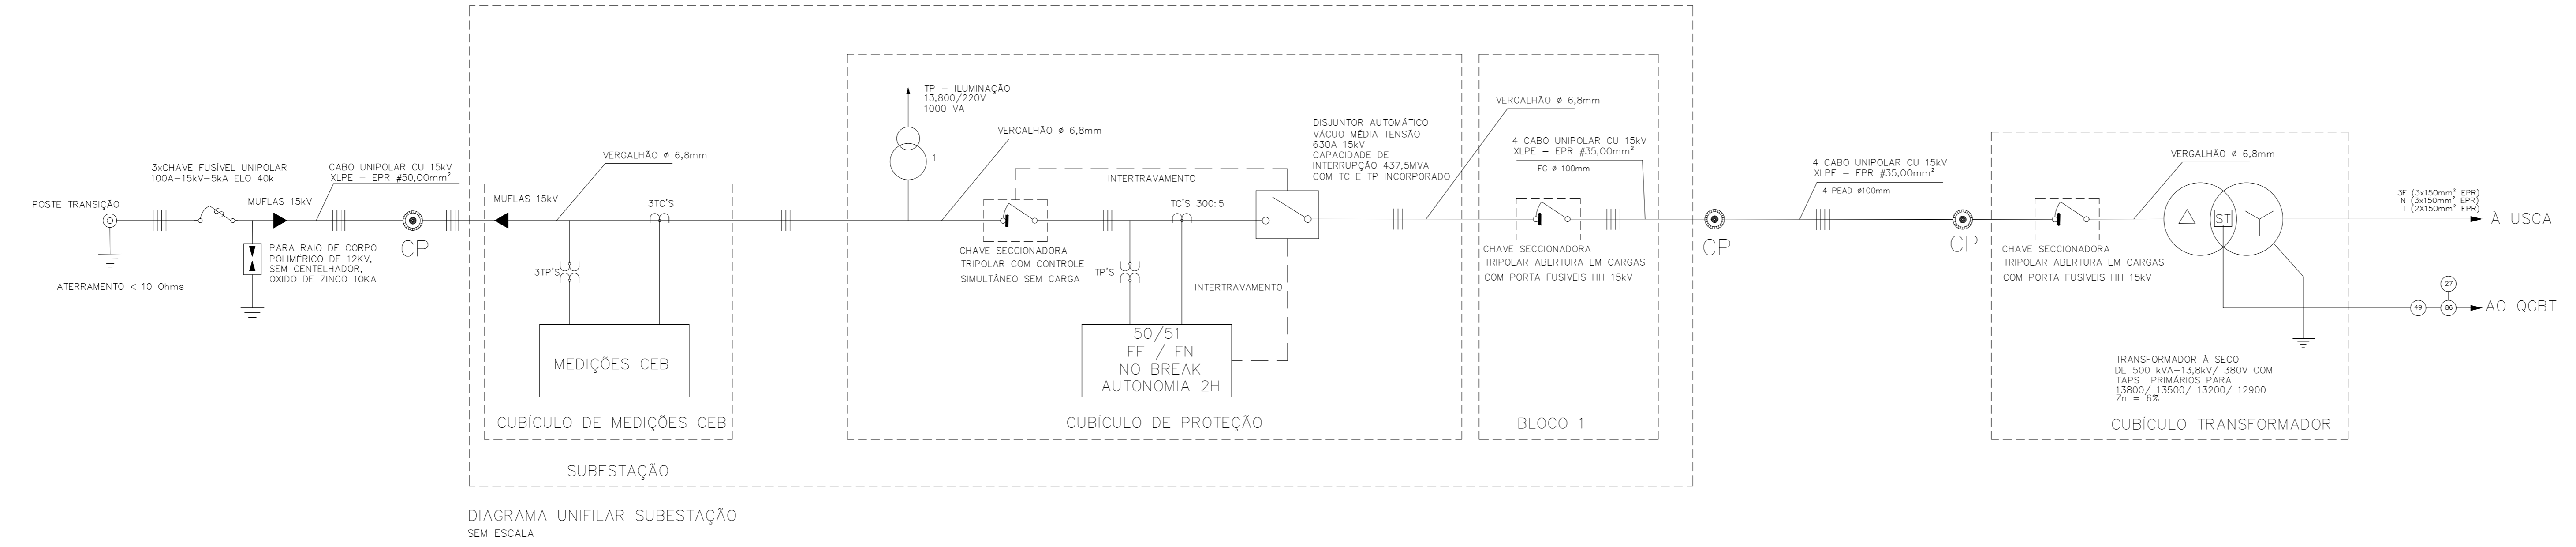 POSTE TRANSIÇÃO
ATERRAMENTO < 10 Ohms
3xCHAVE FUSÍVEL UNIPOLAR
100A-15kV-5kA ELO 40k
MUFLAS 15kV
PARA RAIO DE CORPO
POLIMÉRICO DE 12KV,
SEM CENTELHADOR,
OXIDO DE ZINCO 10KA
CABO UNIPOLAR CU 15kV
XLPE - EPR #50,00mm²
CP
MUFLAS 15kV
VERGALHÃO ø 6,8mm
3TC'S
3TP'S
MEDIÇÕES CEB
CUBÍCULO DE MEDIÇÕES CEB
SUBESTAÇÃO
TP - ILUMINAÇÃO
13,800/220V
1000 VA
1
VERGALHÃO ø 6,8mm
INTERTRAVAMENTO
CHAVE SECCIONADORA
TRIPOLAR COM CONTROLE
SIMULTÂNEO SEM CARGA
TP'S
TC'S 300:5
INTERTRAVAMENTO
50/51
FF / FN
NO BREAK
AUTONOMIA 2H
DISJUNTOR AUTOMÁTICO
VÁCUO MÉDIA TENSÃO
630A 15kV
CAPACIDADE DE
INTERRUPÇÃO 437,5MVA
COM TC E TP INCORPORADO
CUBÍCULO DE PROTEÇÃO
VERGALHÃO ø 6,8mm
4 CABO UNIPOLAR CU 15kV
XLPE - EPR #35,00mm²
FG ø 100mm
CHAVE SECCIONADORA
TRIPOLAR ABERTURA EM CARGAS
COM PORTA FUSÍVEIS HH 15kV
BLOCO 1
CP
4 CABO UNIPOLAR CU 15kV
XLPE - EPR #35,00mm²
4 PEAD ø100mm
CP
CHAVE SECCIONADORA
TRIPOLAR ABERTURA EM CARGAS
COM PORTA FUSÍVEIS HH 15kV
VERGALHÃO ø 6,8mm
ST
TRANSFORMADOR À SECO
DE 500 kVA-13,8kV/ 380V COM
TAPS PRIMÁRIOS PARA
13800/ 13500/ 13200/ 12900
Zn = 6%
CUBÍCULO TRANSFORMADOR
3F (3x150mm² EPR)
N (3x150mm² EPR)
T (2X150mm² EPR)
À USCA
27
49
86
AO QGBT
DIAGRAMA UNIFILAR SUBESTAÇÃO
SEM ESCALA